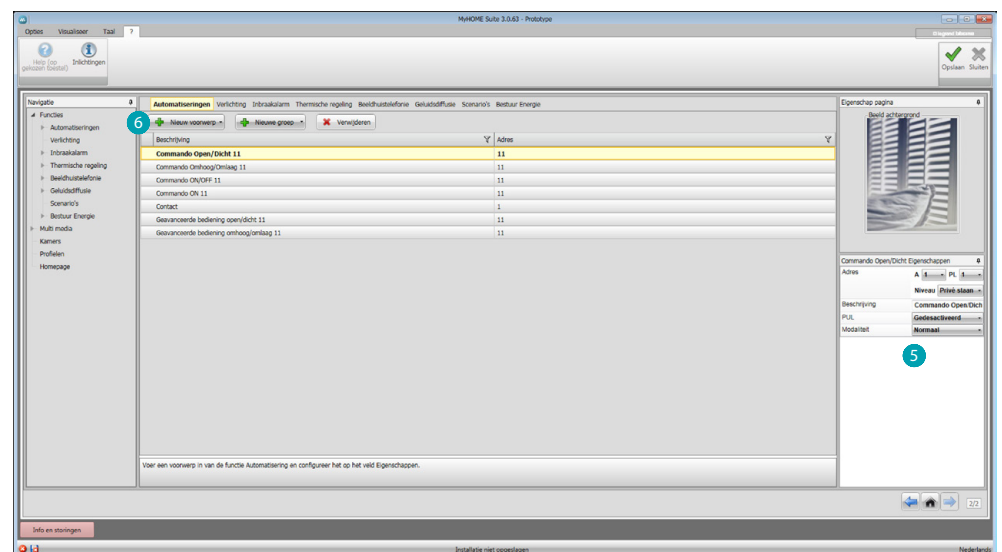 MyHOME Suite 3.0.63 - Prototype
Opties Visualiseer Taal ?
Help (op gekozen toestel)
Inlichtingen
Opslaan Sluiten
Navigatie
Functies
Automatiseringen
Verlichting
Inbraakalarm
Thermische regeling
Beeldhuistelefonie
Geluidsdiffusie
Scenario's
Bestuur Energie
Multi media
Kamers
Profielen
Homepage
Automatiseringen Verlichting Inbraakalarm Thermische regeling Beeldhuistelefonie Geluidsdiffusie Scenario's Bestuur Energie
6 Nieuw voorwerp Nieuwe groep Verwijderen
Beschrijving Adres
Commando Open/Dicht 11 11
Commando Omhoog/Omlaag 11 11
Commando ON/OFF 11 11
Commando ON 11 11
Contact 1
Geavanceerde bediening open/dicht 11 11
Geavanceerde bediening omhoog/omlaag 11 11
Voer een voorwerp in van de functie Automatisering en configureer het op het veld Eigenschappen.
Eigenschap pagina
Beeld achtergrond
Commando Open/Dicht Eigenschappen
Adres A 1 PL 1
Niveau Privé staan
Beschrijving Commando Open/Dich
PUL Gedesactiveerd
Modaliteit Normaal
5
2/2
Info en storingen
Installatie niet opgeslagen
Nederlands